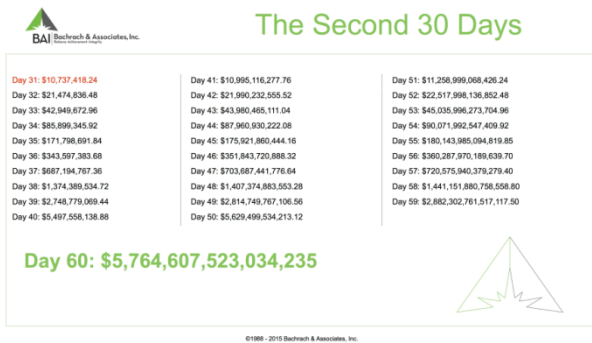 The Second 30 Days
BAI Bachrach & Associates, Inc.
Reliance Achievement Integrity
Day 31: $10,737,418.24
Day 32: $21,474,836.48
Day 33: $42,949,672.96
Day 34: $85,899,345.92
Day 35: $171,798,691.84
Day 36: $343,597,383.68
Day 37: $687,194,767.36
Day 38: $1,374,389,534.72
Day 39: $2,748,779,069.44
Day 40: $5,497,558,138.88
Day 41: $10,995,116,277.76
Day 42: $21,990,232,555.52
Day 43: $43,980,465,111.04
Day 44: $87,960,930,222.08
Day 45: $175,921,860,444.16
Day 46: $351,843,720,888.32
Day 47: $703,687,441,776.64
Day 48: $1,407,374,883,553.28
Day 49: $2,814,749,767,106.56
Day 50: $5,629,499,534,213.12
Day 51: $11,258,999,068,426.24
Day 52: $22,517,998,136,852.48
Day 53: $45,035,996,273,704.96
Day 54: $90,071,992,547,409.92
Day 55: $180,143,985,094,819.85
Day 56: $360,287,970,189,639.70
Day 57: $720,575,940,379,279.40
Day 58: $1,441,151,880,758,558.80
Day 59: $2,882,302,761,517,117.50
Day 60: $5,764,607,523,034,235
©1988 - 2015 Bachrach & Associates, Inc.